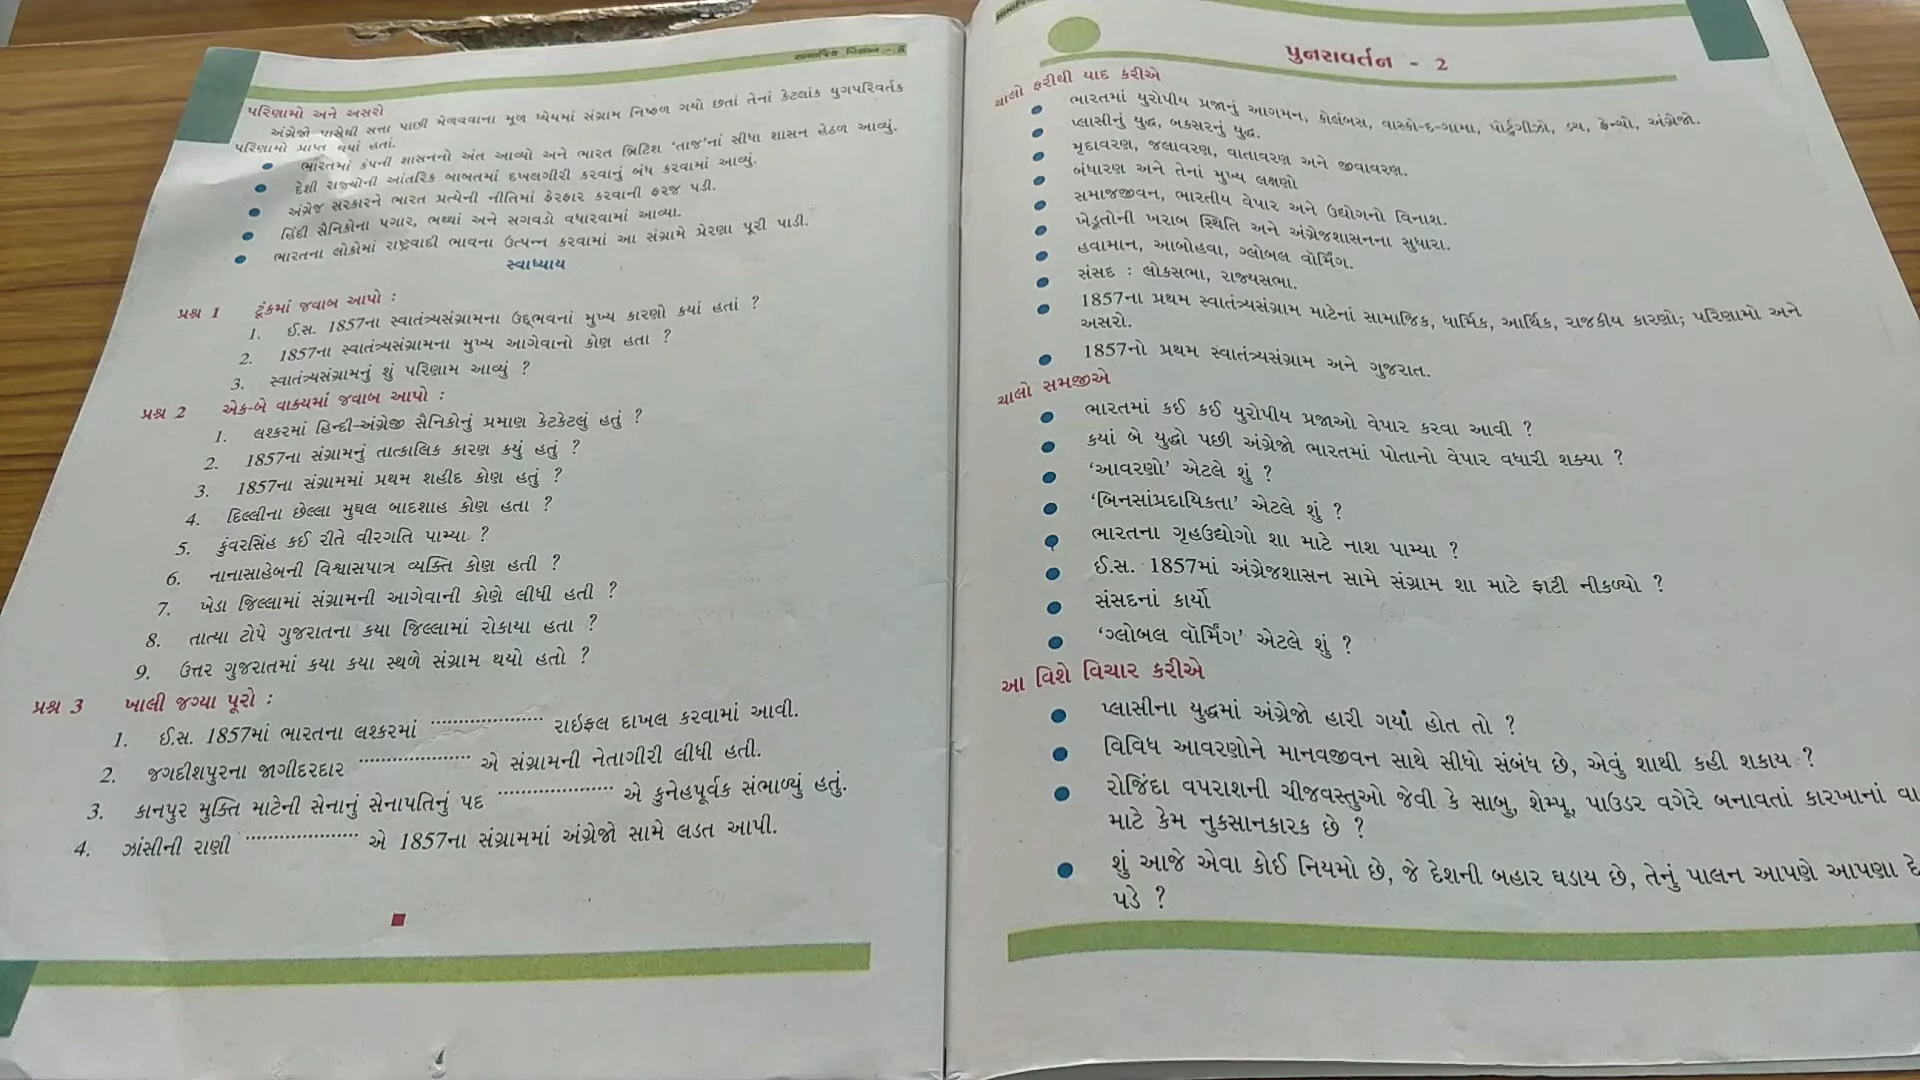 સામાજિક વિજ્ઞાન - 8
પરિણામો અને અસરો
અંગ્રેજો પાસેથી સત્તા પાછી મેળવવાના મૂળ ધ્યેયમાં સંગ્રામ નિષ્ફળ ગયો છતાં તેનાં કેટલાંક યુગપરિવર્તક
પરિણામો પ્રાપ્ત થયાં હતાં.
ભારતમાં કંપની શાસનનો અંત આવ્યો અને ભારત બ્રિટિશ ‘તાજ’નાં સીધા શાસન હેઠળ આવ્યું.
દેશી રાજ્યોની આંતરિક બાબતમાં દખલગીરી કરવાનું બંધ કરવામાં આવ્યું.
અંગ્રેજ સરકારને ભારત પ્રત્યેની નીતિમાં ફેરફાર કરવાની ફરજ પડી.
હિંદી સૈનિકોના પગાર, ભથ્થાં અને સગવડો વધારવામાં આવ્યા.
ભારતના લોકોમાં રાષ્ટ્રવાદી ભાવના ઉત્પન્ન કરવામાં આ સંગ્રામે પ્રેરણા પૂરી પાડી.
સ્વાધ્યાય
પ્રશ્ન 1 ટૂંકમાં જવાબ આપો :
1. ઈ.સ. 1857ના સ્વાતંત્ર્યસંગ્રામના ઉદ્ભવનાં મુખ્ય કારણો કયાં હતાં ?
2. 1857ના સ્વાતંત્ર્યસંગ્રામના મુખ્ય આગેવાનો કોણ હતા ?
3. સ્વાતંત્ર્યસંગ્રામનું શું પરિણામ આવ્યું ?
પ્રશ્ન 2 એક-બે વાક્યમાં જવાબ આપો :
1. લશ્કરમાં હિન્દી-અંગ્રેજી સૈનિકોનું પ્રમાણ કેટકેટલું હતું ?
2. 1857ના સંગ્રામનું તાત્કાલિક કારણ કયું હતું ?
3. 1857ના સંગ્રામમાં પ્રથમ શહીદ કોણ હતું ?
4. દિલ્લીના છેલ્લા મુઘલ બાદશાહ કોણ હતા ?
5. કુંવરસિંહ કઈ રીતે વીરગતિ પામ્યા ?
6. નાનાસાહેબની વિશ્વાસપાત્ર વ્યક્તિ કોણ હતી ?
7. ખેડા જિલ્લામાં સંગ્રામની આગેવાની કોણે લીધી હતી ?
8. તાત્યા ટોપે ગુજરાતના કયા જિલ્લામાં રોકાયા હતા ?
9. ઉત્તર ગુજરાતમાં કયા કયા સ્થળે સંગ્રામ થયો હતો ?
પ્રશ્ન 3 ખાલી જગ્યા પૂરો :
1. ઈ.સ. 1857માં ભારતના લશ્કરમાં .................... રાઇફલ દાખલ કરવામાં આવી.
2. જગદીશપુરના જાગીરદાર .................... એ સંગ્રામની નેતાગીરી લીધી હતી.
3. કાનપુર મુક્તિ માટેની સેનાનું સેનાપતિનું પદ .................... એ કુનેહપૂર્વક સંભાળ્યું હતું.
4. ઝાંસીની રાણી .................... એ 1857ના સંગ્રામમાં અંગ્રેજો સામે લડત આપી.
પુનરાવર્તન - 2
ચાલો ફરીથી યાદ કરીએ
ભારતમાં યુરોપીય પ્રજાનું આગમન, કોલંબસ, વાસ્કો-દ-ગામા, પોર્ટુગીઝો, ડચ, ફ્રેન્ચો, અંગ્રેજો.
પ્લાસીનું યુદ્ધ, બકસરનું યુદ્ધ.
મૃદાવરણ, જલાવરણ, વાતાવરણ અને જીવાવરણ.
બંધારણ અને તેનાં મુખ્ય લક્ષણો
સમાજજીવન, ભારતીય વેપાર અને ઉદ્યોગનો વિનાશ.
ખેડૂતોની ખરાબ સ્થિતિ અને અંગ્રેજશાસનના સુધારા.
હવામાન, આબોહવા, ગ્લોબલ વૉર્મિંગ.
સંસદ : લોકસભા, રાજ્યસભા.
1857ના પ્રથમ સ્વાતંત્ર્યસંગ્રામ માટેનાં સામાજિક, ધાર્મિક, આર્થિક, રાજકીય કારણો; પરિણામો અને
અસરો.
1857નો પ્રથમ સ્વાતંત્ર્યસંગ્રામ અને ગુજરાત.
ચાલો સમજીએ
ભારતમાં કઈ કઈ યુરોપીય પ્રજાઓ વેપાર કરવા આવી ?
કયાં બે યુદ્ધો પછી અંગ્રેજો ભારતમાં પોતાનો વેપાર વધારી શક્યા ?
‘આવરણો’ એટલે શું ?
‘બિનસાંપ્રદાયિકતા’ એટલે શું ?
ભારતના ગૃહઉદ્યોગો શા માટે નાશ પામ્યા ?
ઈ.સ. 1857માં અંગ્રેજશાસન સામે સંગ્રામ શા માટે ફાટી નીકળ્યો ?
સંસદનાં કાર્યો
‘ગ્લોબલ વૉર્મિંગ’ એટલે શું ?
આ વિશે વિચાર કરીએ
પ્લાસીના યુદ્ધમાં અંગ્રેજો હારી ગયાં હોત તો ?
વિવિધ આવરણોને માનવજીવન સાથે સીધો સંબંધ છે, એવું શાથી કહી શકાય ?
રોજિંદા વપરાશની ચીજવસ્તુઓ જેવી કે સાબુ, શેમ્પૂ, પાઉડર વગેરે બનાવતાં કારખાનાં વા
માટે કેમ નુકસાનકારક છે ?
શું આજે એવા કોઈ નિયમો છે, જે દેશની બહાર ઘડાય છે, તેનું પાલન આપણે આપણા દે
પડે ?